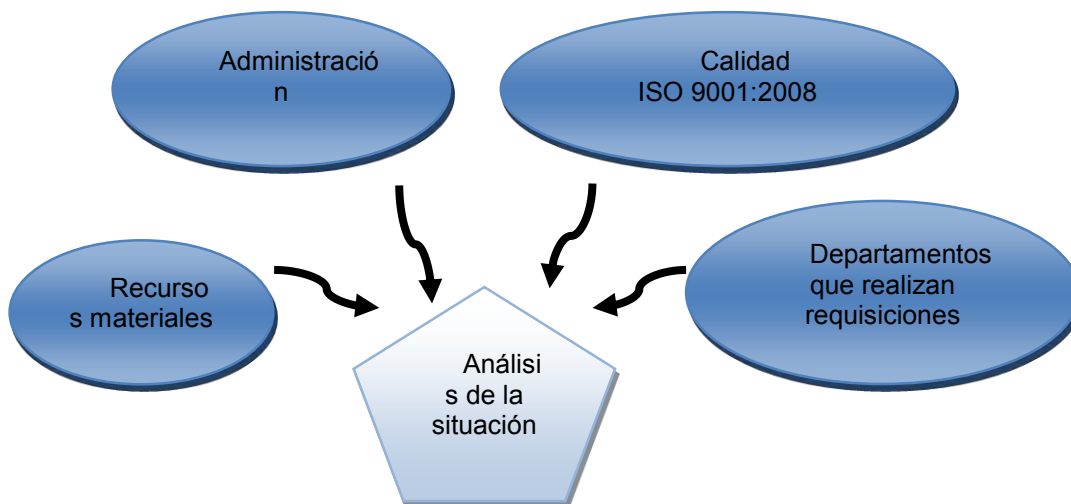 Administració
n
Calidad
ISO 9001:2008
Recurso
s materiales
Departamentos
que realizan
requisiciones
Análisi
s de la
situación